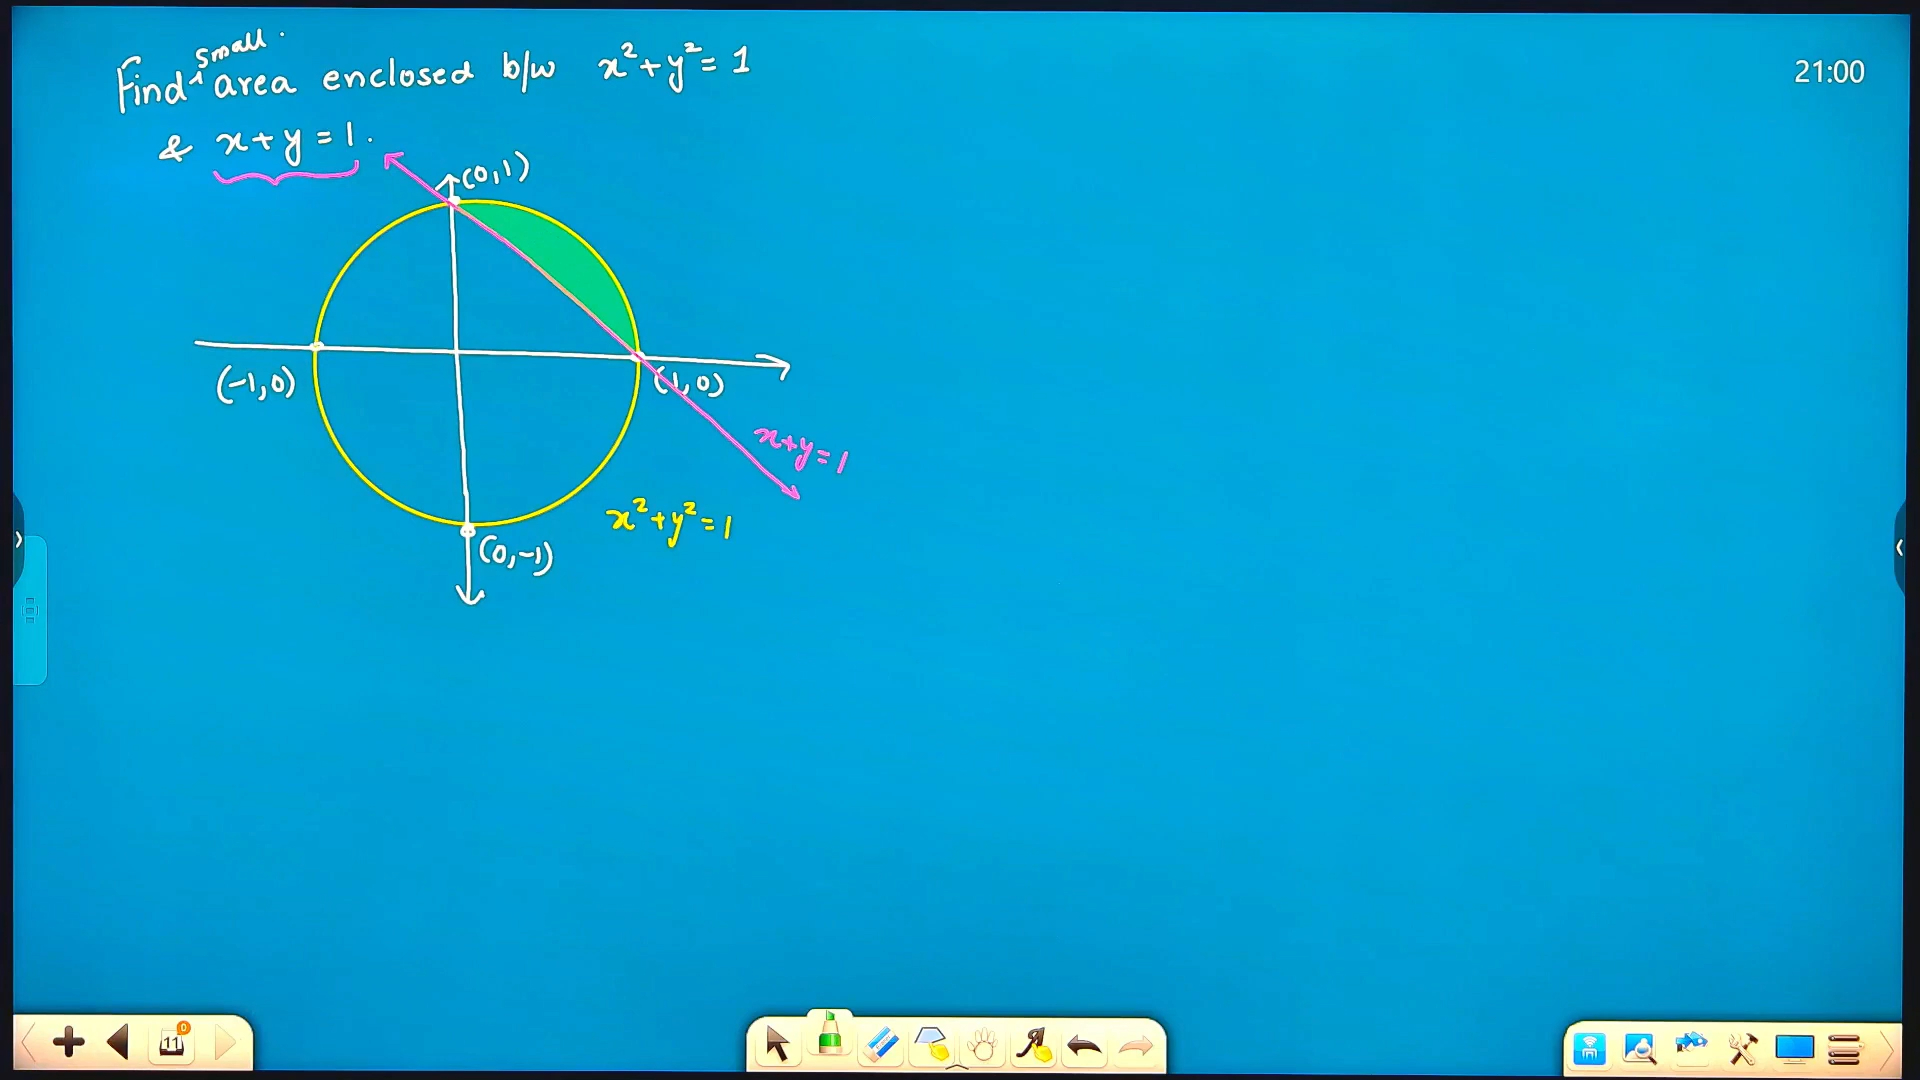 Find small area enclosed b/w x²+y²=1
& x+y=1.
21:00
(0,1)
(-1,0)
(1,0)
x+y=1
x²+y²=1
(0,-1)
11
0